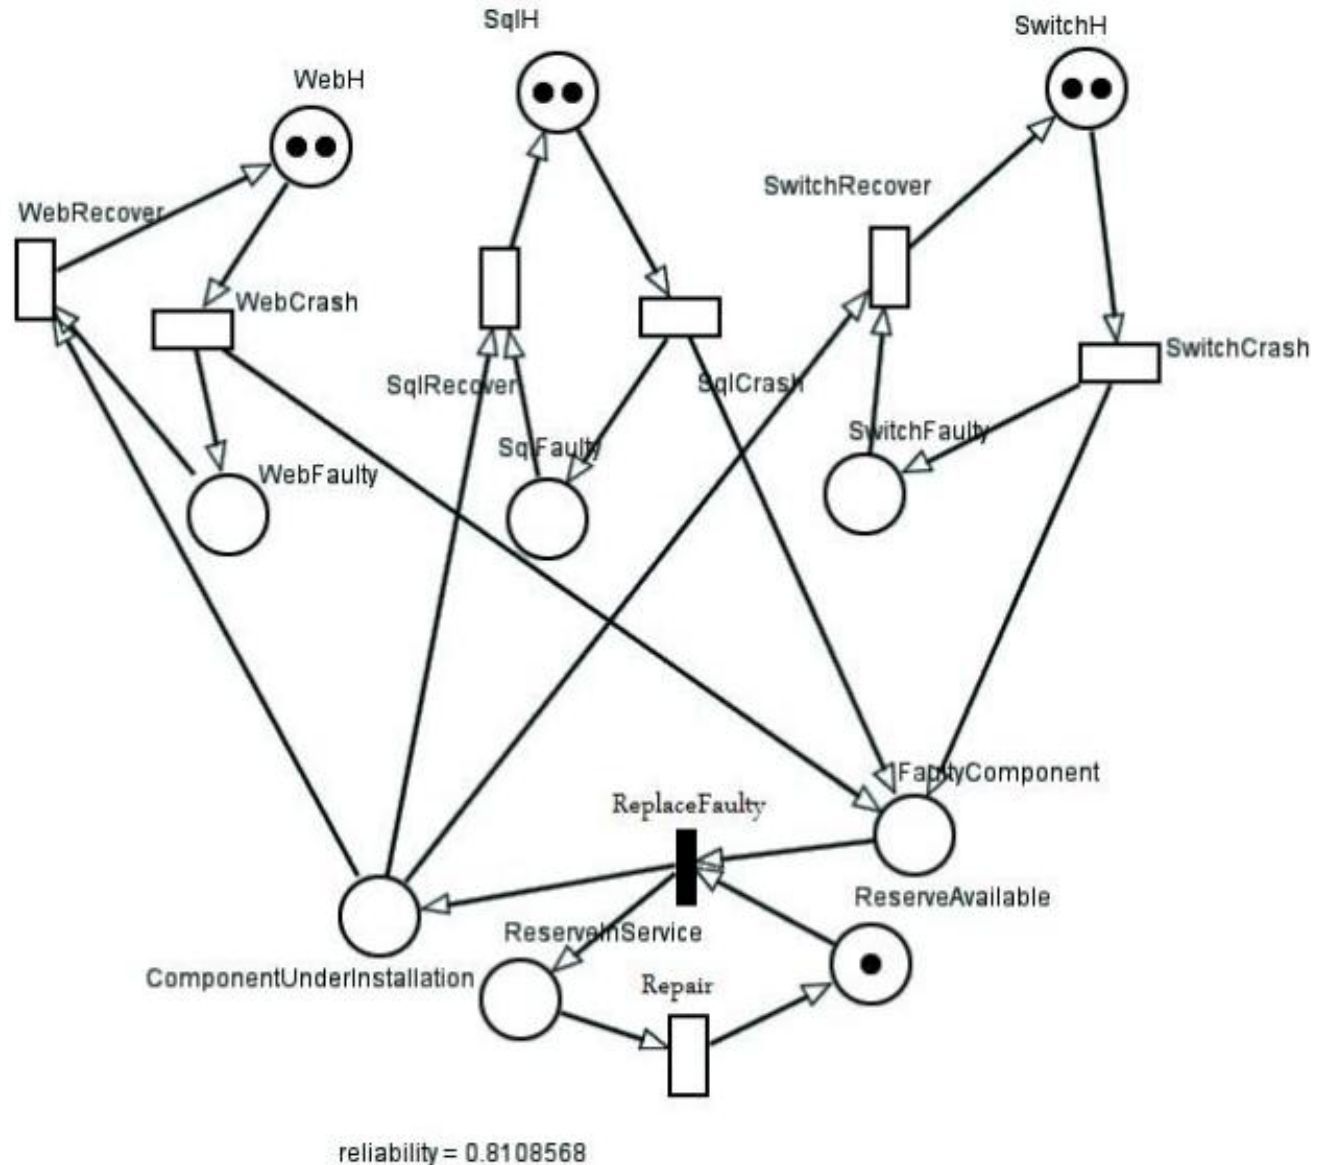 SqlH
SwitchH
WebH
SwitchRecover
WebRecover
WebCrash
SwitchCrash
SqlRecover
SqlCrash
SwitchFaulty
SqlFaulty
WebFaulty
FaultyComponent
ReplaceFaulty
ReserveAvailable
ReserveInService
ComponentUnderInstallation
Repair
reliability = 0.8108568